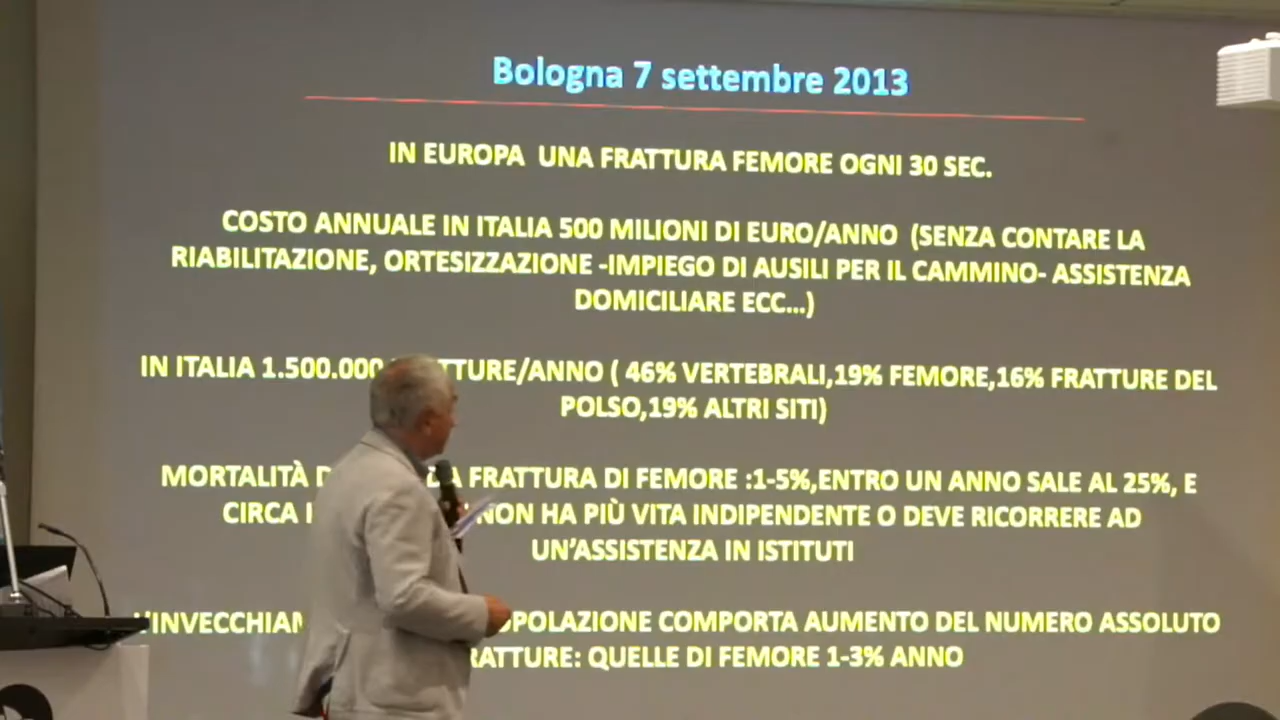 Bologna 7 settembre 2013
IN EUROPA UNA FRATTURA FEMORE OGNI 30 SEC.
COSTO ANNUALE IN ITALIA 500 MILIONI DI EURO/ANNO (SENZA CONTARE LA
RIABILITAZIONE, ORTESIZZAZIONE -IMPIEGO DI AUSILI PER IL CAMMINO- ASSISTENZA
DOMICILIARE ECC...)
IN ITALIA 1.500.000 TTURE/ANNO ( 46% VERTEBRALI,19% FEMORE,16% FRATTURE DEL
POLSO,19% ALTRI SITI)
MORTALITÀ FRATTURA DI FEMORE :1-5%,ENTRO UN ANNO SALE AL 25%, E
CIRCA NON HA PIÙ VITA INDIPENDENTE O DEVE RICORRERE AD
UN'ASSISTENZA IN ISTITUTI
L'INVECCHIAM OPOLAZIONE COMPORTA AUMENTO DEL NUMERO ASSOLUTO
RATTURE: QUELLE DI FEMORE 1-3% ANNO